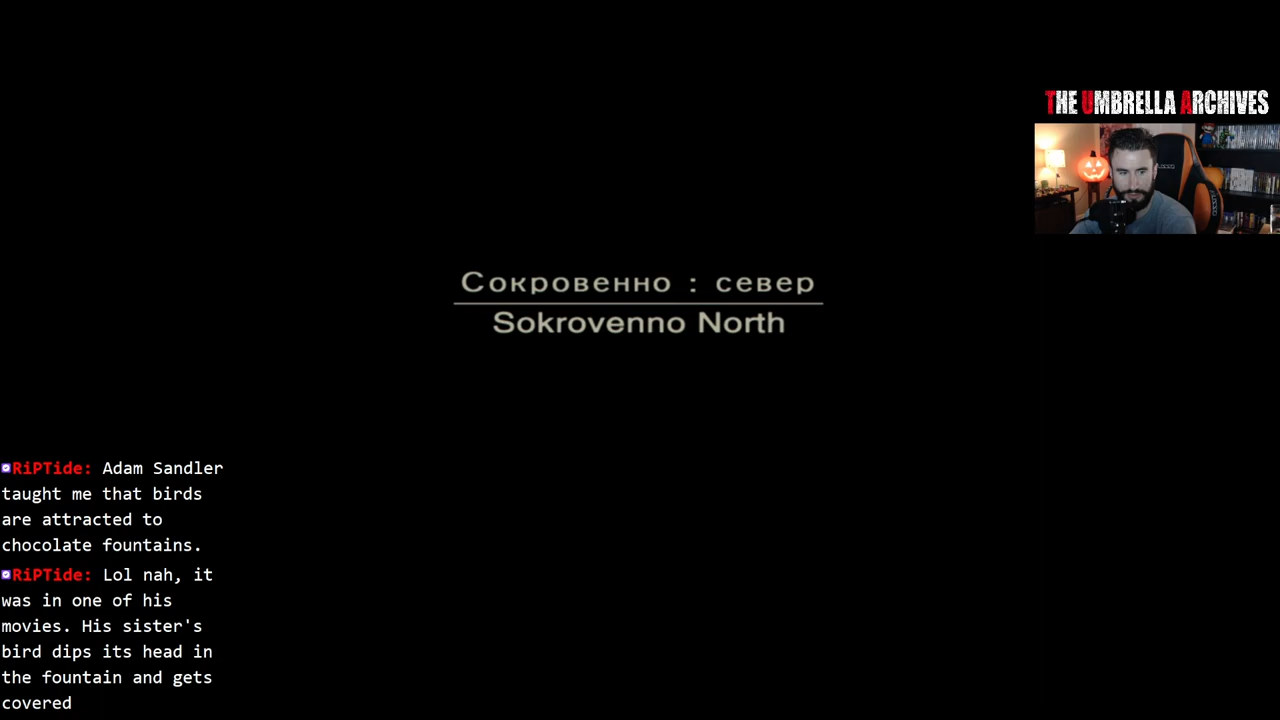 THE UMBRELLA ARCHIVES
Сокровенно : север
Sokrovenno North
RiPTide: Adam Sandler
taught me that birds
are attracted to
chocolate fountains.
RiPTide: Lol nah, it
was in one of his
movies. His sister's
bird dips its head in
the fountain and gets
covered